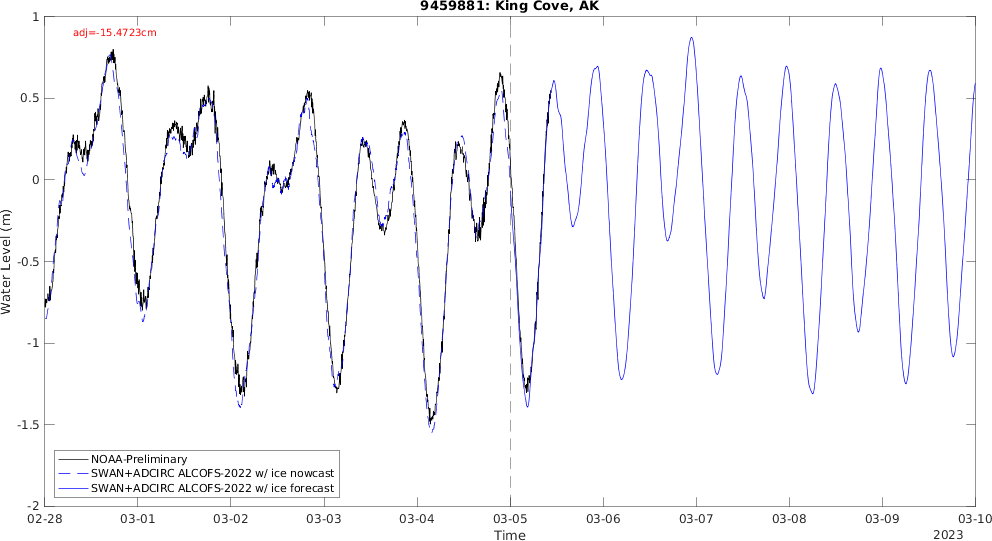 9459881: King Cove, AK
adj=-15.4723cm
Water Level (m)
1
0.5
0
-0.5
-1
-1.5
-2
NOAA-Preliminary
SWAN+ADCIRC ALCOFS-2022 w/ ice nowcast
SWAN+ADCIRC ALCOFS-2022 w/ ice forecast
02-28 03-01 03-02 03-03 03-04 03-05 03-06 03-07 03-08 03-09 03-10
Time
2023